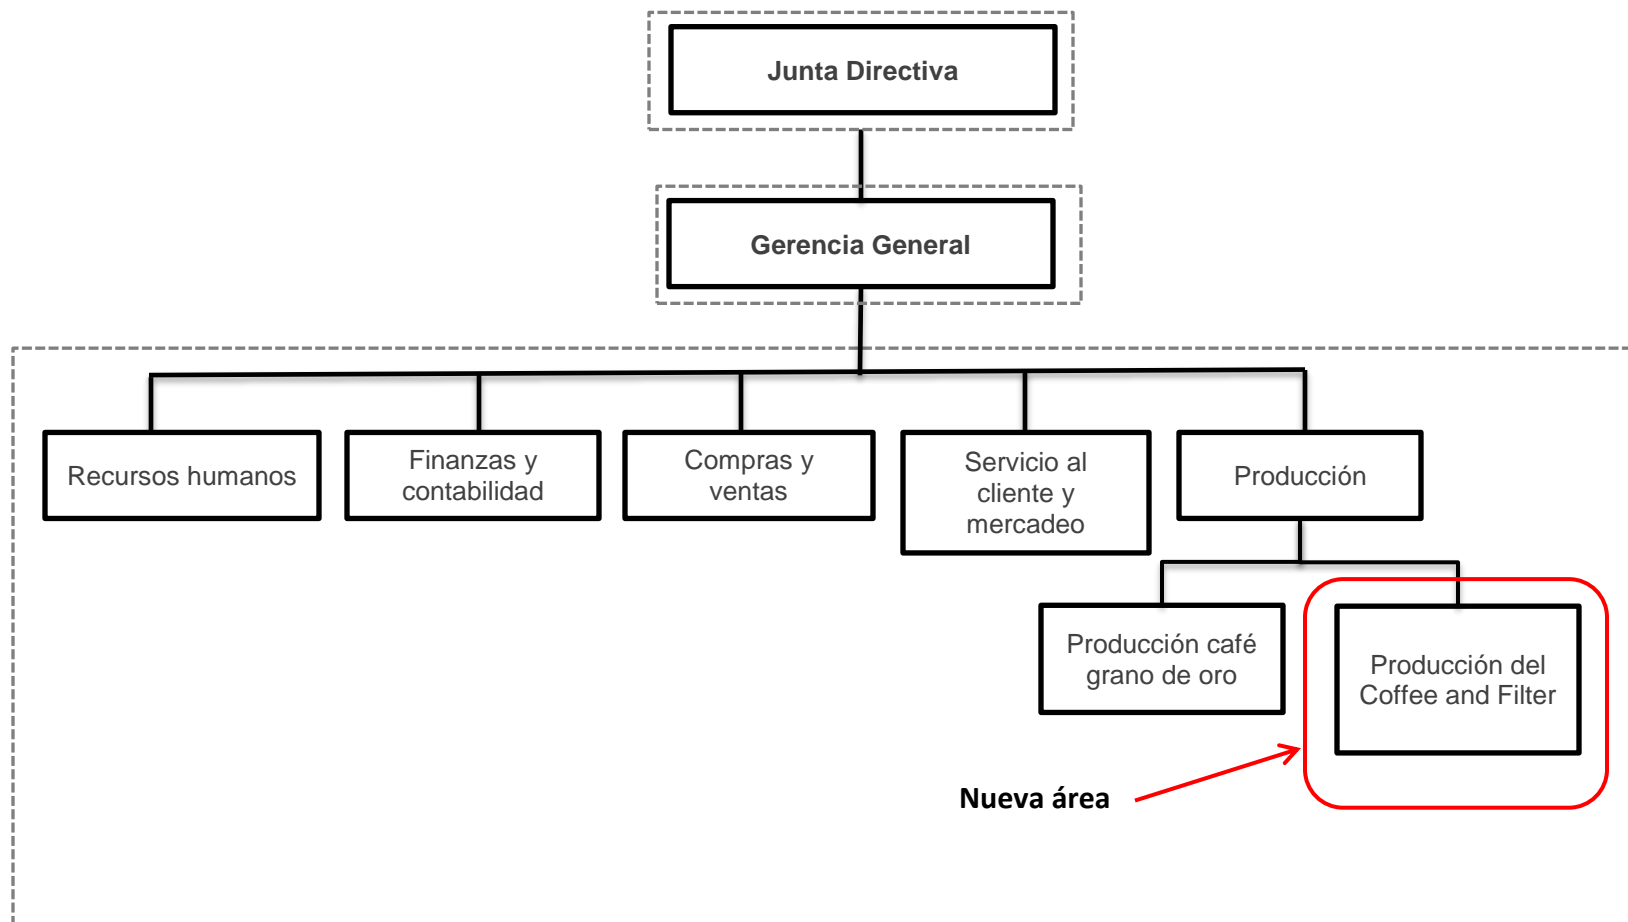 Junta Directiva
Gerencia General
Recursos humanos
Finanzas y
contabilidad
Compras y
ventas
Servicio al
cliente y
mercadeo
Producción
Producción café
grano de oro
Producción del
Coffee and Filter
Nueva área